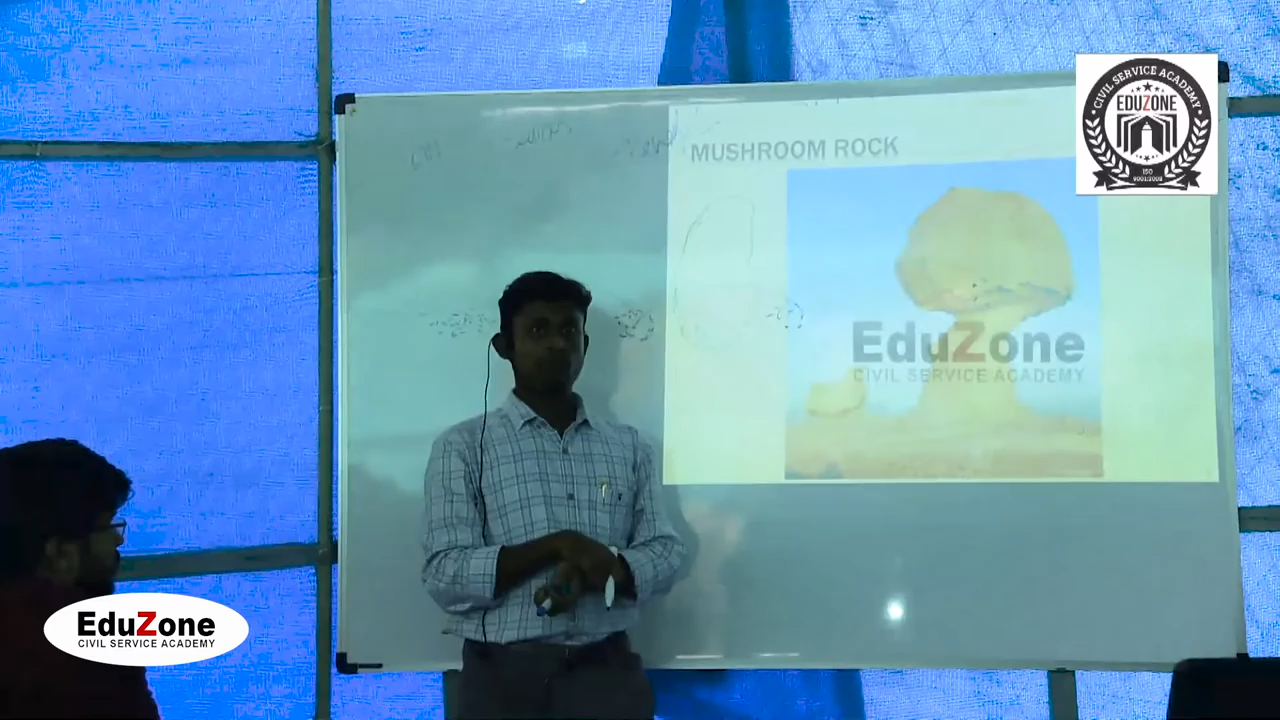 MUSHROOM ROCK
CIVIL SERVICE ACADEMY
EDUZONE
ISO
9001:2008
EduZone
CIVIL SERVICE ACADEMY
EduZone
CIVIL SERVICE ACADEMY